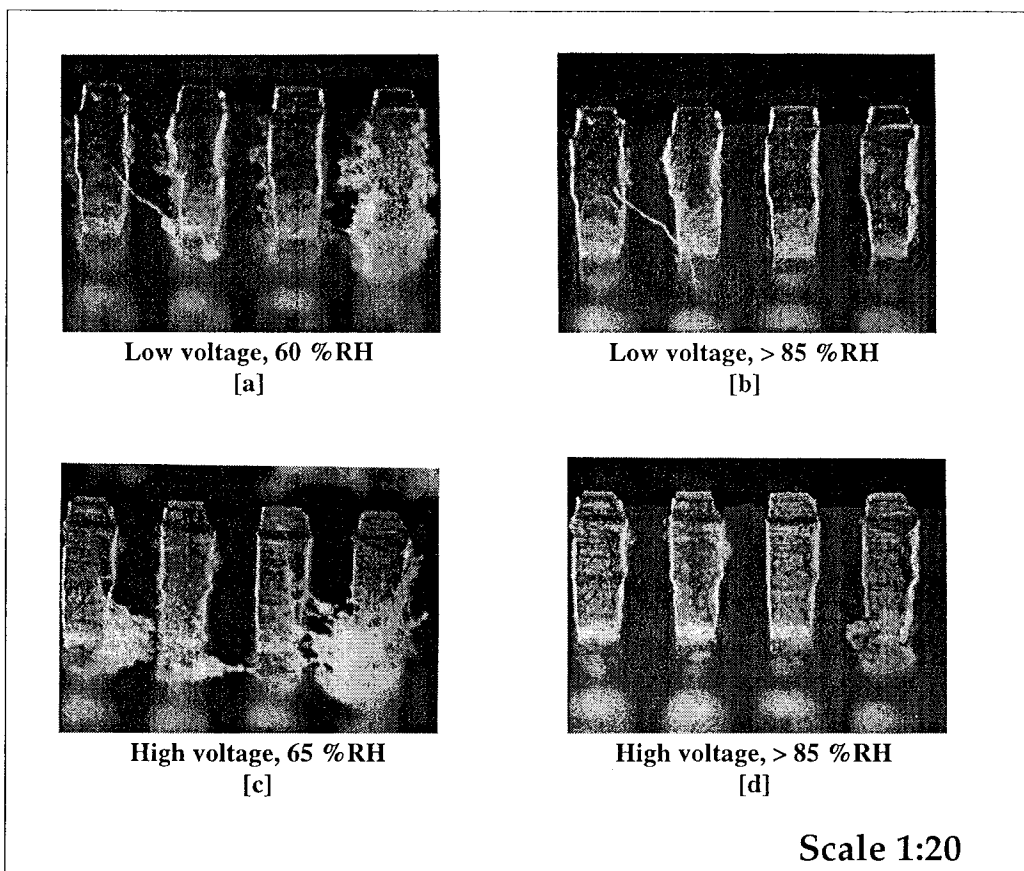 Low voltage, 60 %RH
[a]
Low voltage, > 85 %RH
[b]
High voltage, 65 %RH
[c]
High voltage, > 85 %RH
[d]
Scale 1:20